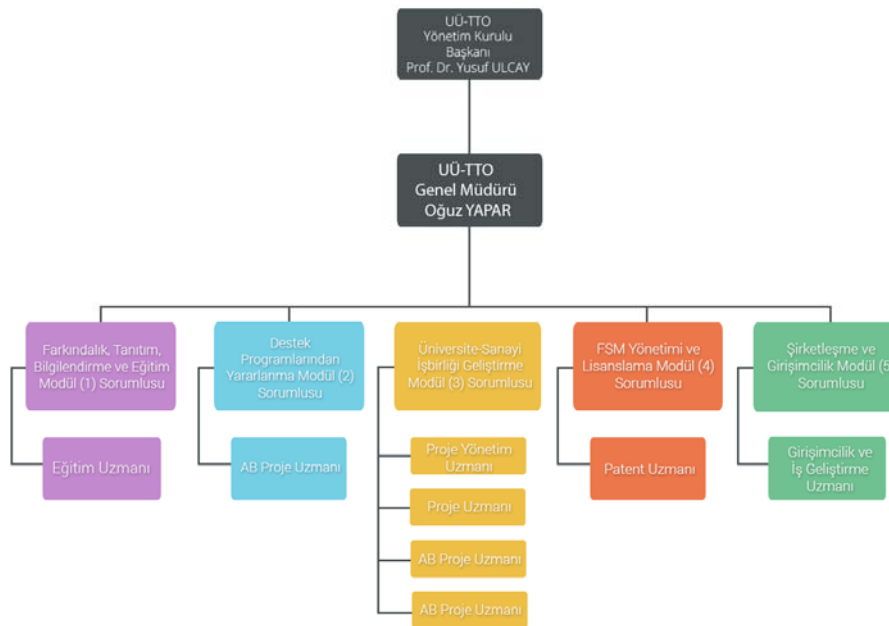 UÜ-TTO
Yönetim Kurulu
Başkanı
Prof. Dr. Yusuf ULCAY
UÜ-TTO
Genel Müdürü
Oğuz YAPAR
Farkındalık, Tanıtım,
Bilgilendirme ve Eğitim
Modül (1) Sorumlusu
Destek
Programlarından
Yararlanma Modül (2)
Sorumlusu
Üniversite-Sanayi
İşbirliği Geliştirme
Modül (3) Sorumlusu
FSM Yönetimi ve
Lisanslama Modül (4)
Sorumlusu
Şirketleşme ve
Girişimcilik Modül (5
Sorumlusu
Eğitim Uzmanı
AB Proje Uzmanı
Proje Yönetim
Uzmanı
Proje Uzmanı
AB Proje Uzmanı
AB Proje Uzmanı
Patent Uzmanı
Girişimcilik ve
İş Geliştirme
Uzmanı